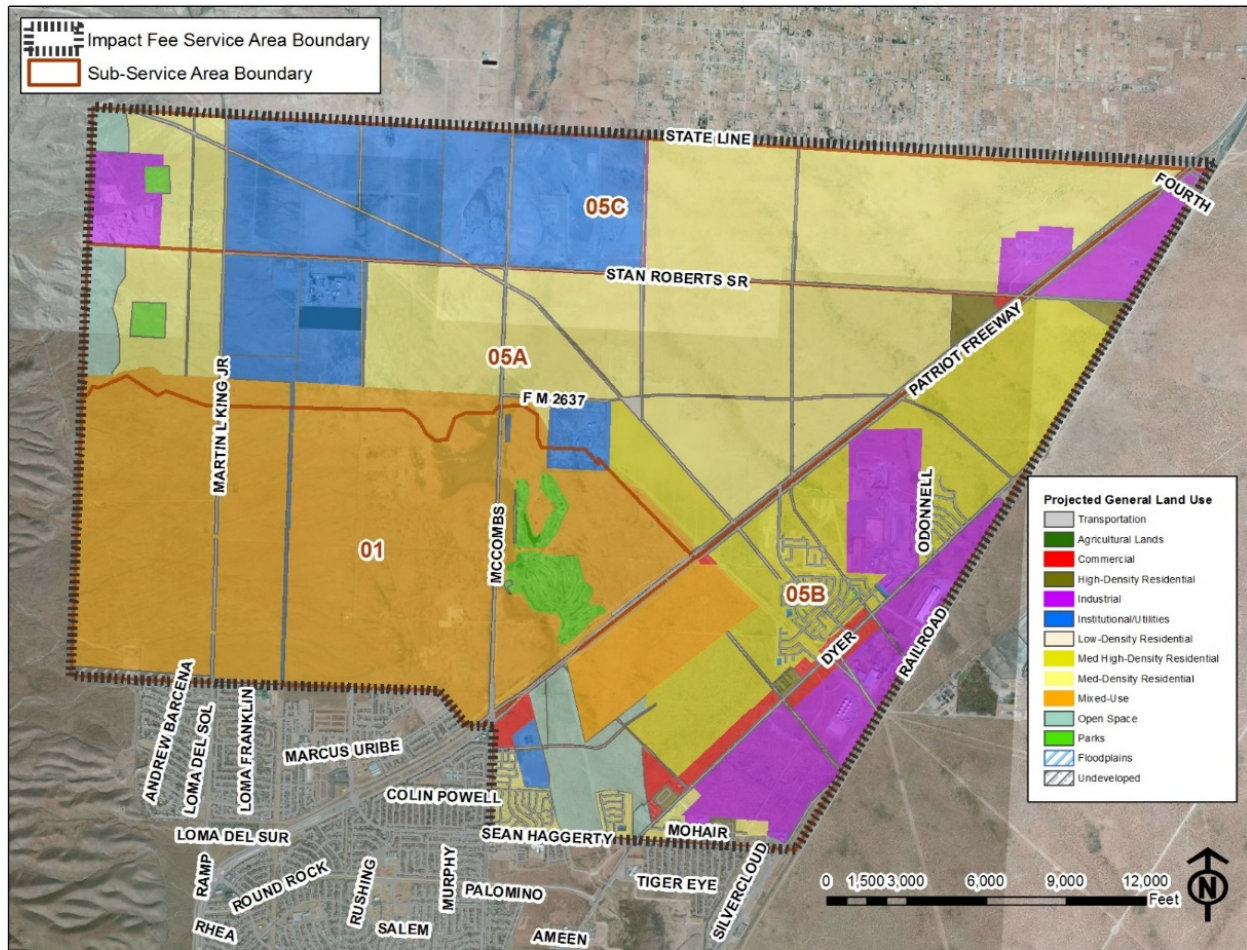 Impact Fee Service Area Boundary
Sub-Service Area Boundary
STATE LINE
FOURTH
05C
STAN ROBERTS SR
PATRIOT FREEWAY
05A
MARTIN L KING JR
F M 2637
MCCOMBS
01
ODONNELL
05B
DYER
RAILROAD
Projected General Land Use
Transportation
Agricultural Lands
Commercial
High-Density Residential
Industrial
Institutional/Utilities
Low-Density Residential
Med High-Density Residential
Med-Density Residential
Mixed-Use
Open Space
Parks
Floodplains
Undeveloped
ANDREW BARCENA
LOMA DEL SOL
LOMA FRANKLIN
MARCUS URIBE
COLIN POWELL
LOMA DEL SUR
SEAN HAGGERTY
MOHAIR
RAMP
ROUND ROCK
RUSHING
MURPHY
PALOMINO
TIGER EYE
SILVERCLOUD
RHEA
SALEM
AMEEN
0 1,500 3,000 6,000 9,000 12,000
Feet
N